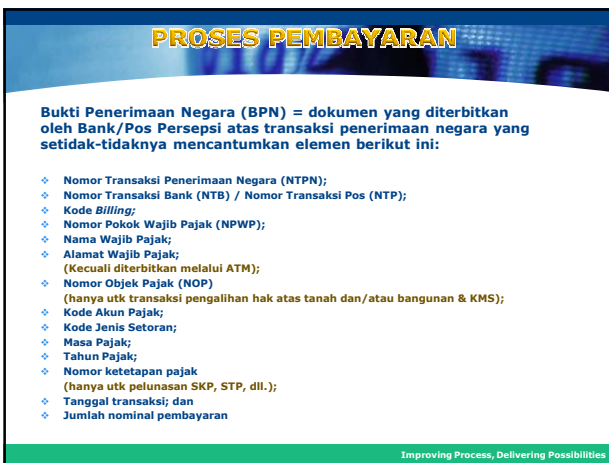 PROSES PEMBAYARAN
Bukti Penerimaan Negara (BPN) = dokumen yang diterbitkan
oleh Bank/Pos Persepsi atas transaksi penerimaan negara yang
setidak-tidaknya mencantumkan elemen berikut ini:
Nomor Transaksi Penerimaan Negara (NTPN);
Nomor Transaksi Bank (NTB) / Nomor Transaksi Pos (NTP);
Kode Billing;
Nomor Pokok Wajib Pajak (NPWP);
Nama Wajib Pajak;
Alamat Wajib Pajak;
(Kecuali diterbitkan melalui ATM);
Nomor Objek Pajak (NOP)
(hanya utk transaksi pengalihan hak atas tanah dan/atau bangunan & KMS);
Kode Akun Pajak;
Kode Jenis Setoran;
Masa Pajak;
Tahun Pajak;
Nomor ketetapan pajak
(hanya utk pelunasan SKP, STP, dll.);
Tanggal transaksi; dan
Jumlah nominal pembayaran
Improving Process, Delivering Possibilities